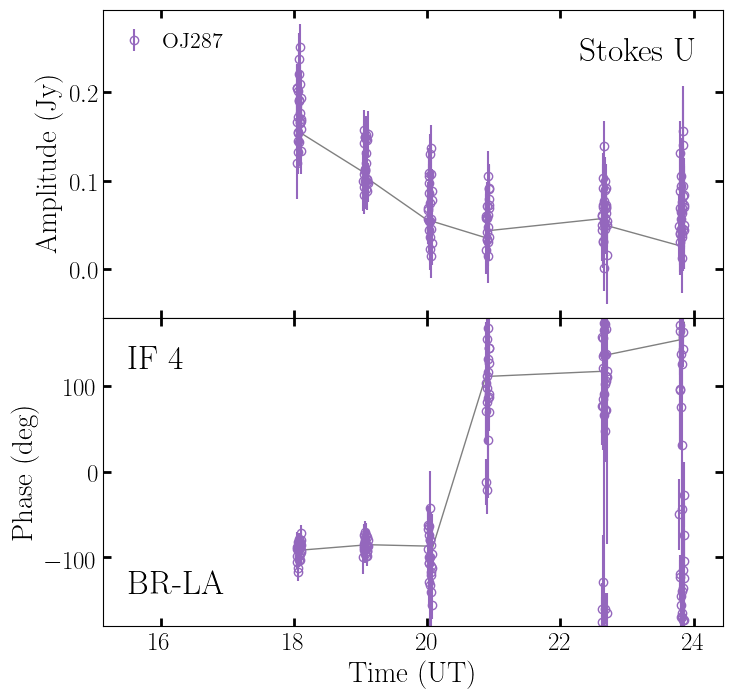 OJ287
Stokes U
0.2
0.1
0.0
Amplitude (Jy)
IF 4
100
0
−100
Phase (deg)
BR-LA
16 18 20 22 24
Time (UT)